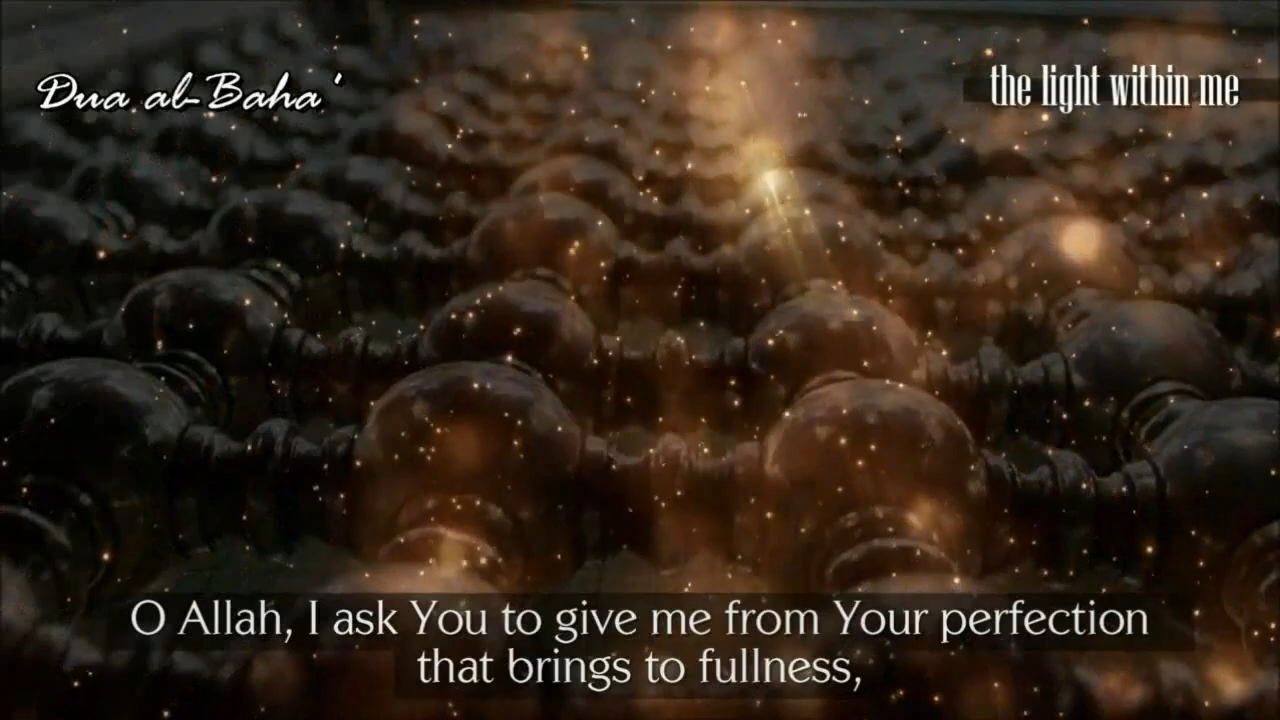 Dua al-Baha'
the light within me
O Allah, I ask You to give me from Your perfection
that brings to fullness,